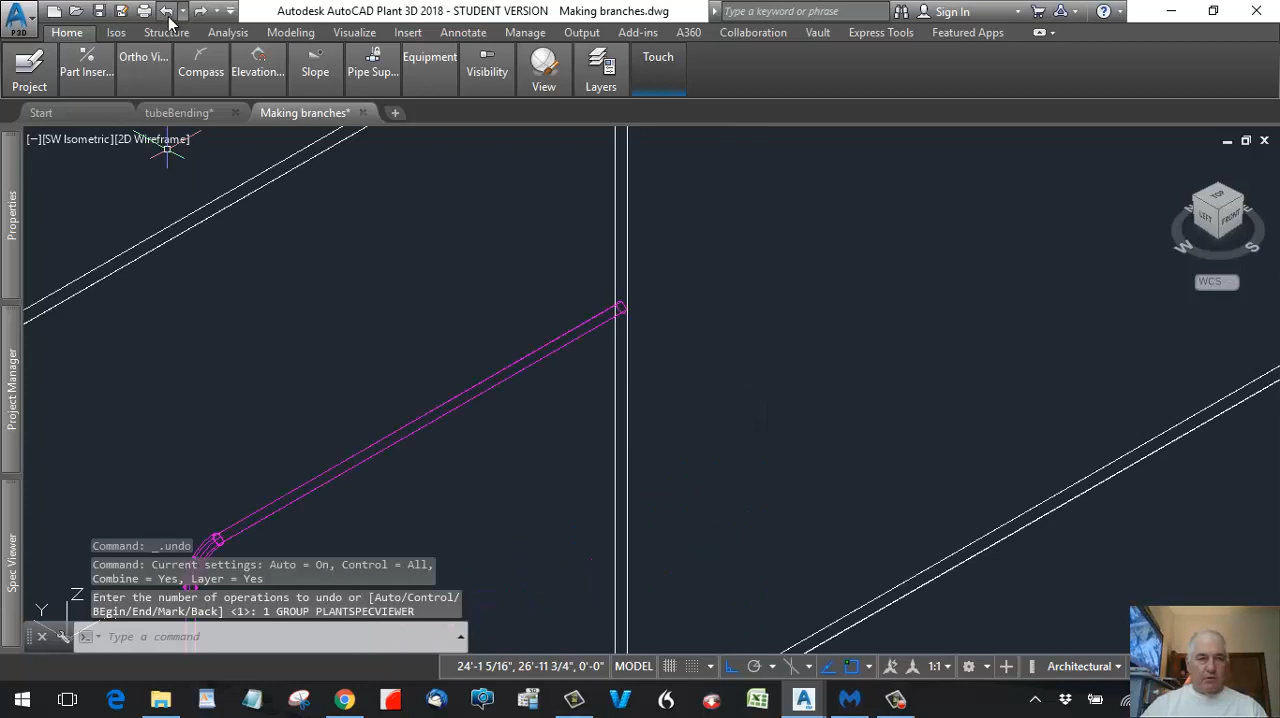 P3D
Autodesk AutoCAD Plant 3D 2018 - STUDENT VERSION Making branches.dwg
Type a keyword or phrase
Sign In
Home Isos Structure Analysis Modeling Visualize Insert Annotate Manage Output Add-ins A360 Collaboration Vault Express Tools Featured Apps
Ortho Vi... Equipment Touch
Part Inser... Compass Elevation... Slope Pipe Sup... Visibility
Project View Layers
Start tubeBending* Making branches*
[−][SW Isometric][2D Wireframe]
Properties
Project Manager
Spec Viewer
TOP
LEFT FRONT
W S
WCS
Command: _.undo
Command: Current settings: Auto = On, Control = All,
Combine = Yes, Layer = Yes
Enter the number of operations to undo or [Auto/Control/
BEgin/End/Mark/Back] <1>: 1 GROUP PLANTSPECVIEWER
Z
Y
Type a command
24'-1 5/16", 26'-11 3/4", 0'-0" MODEL 1:1 Architectural